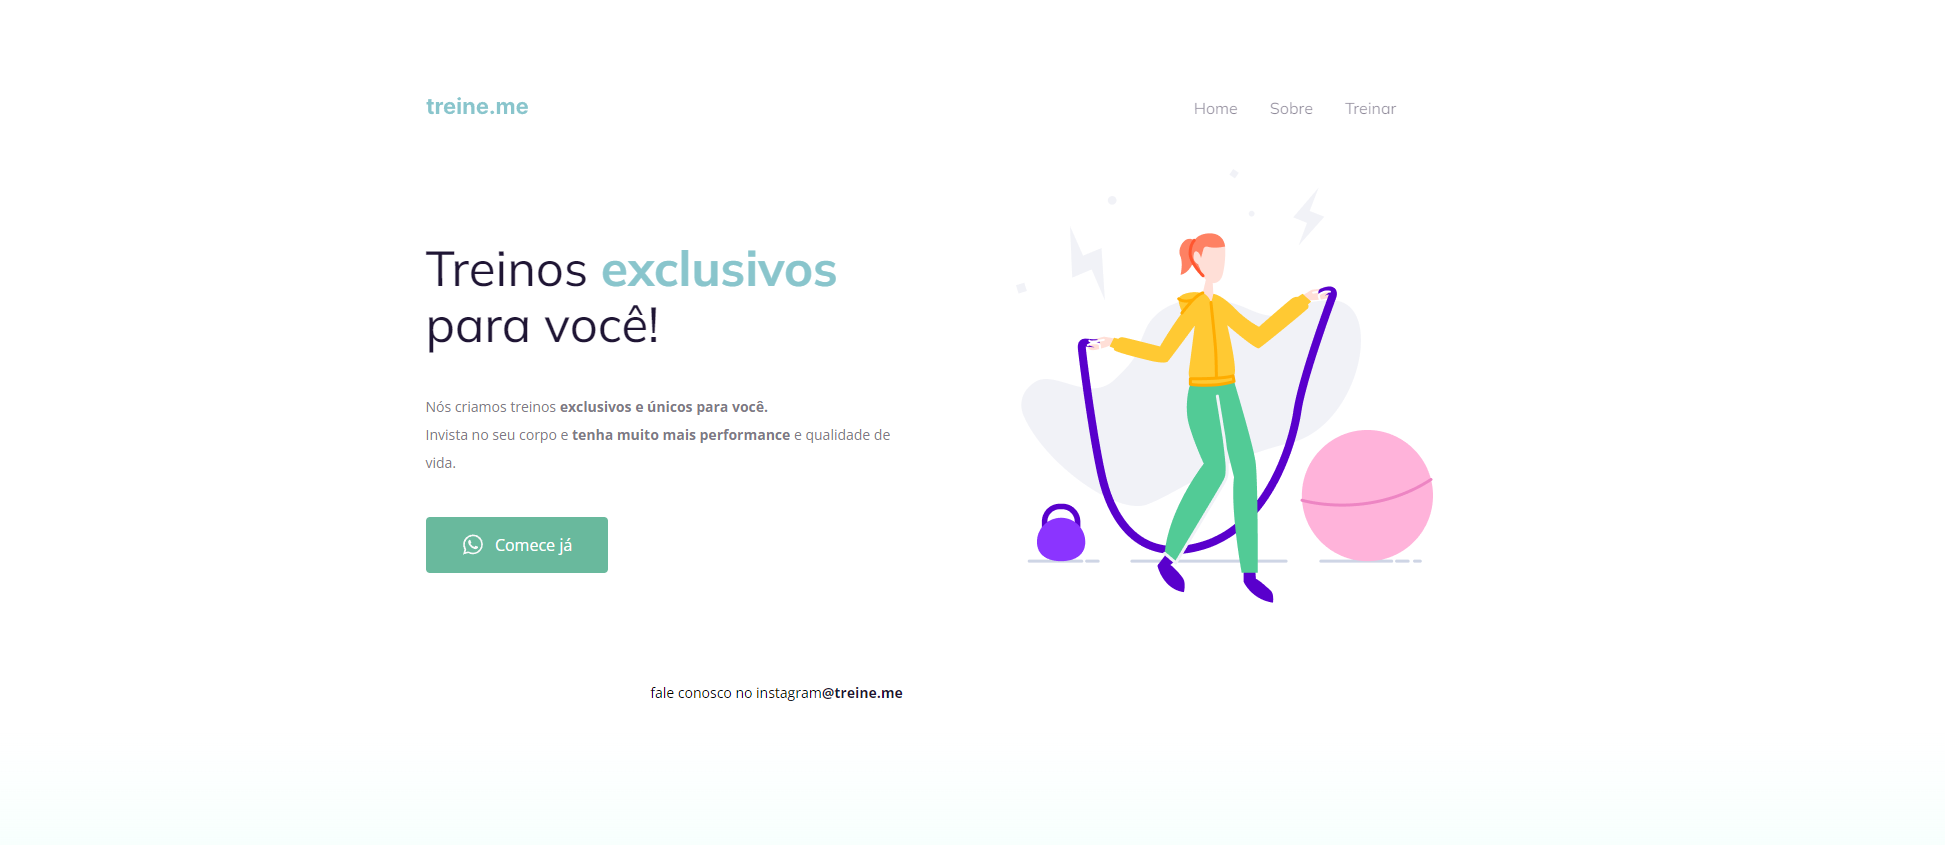 treine.me
Home Sobre Treinar
Treinos exclusivos
para você!
Nós criamos treinos exclusivos e únicos para você.
Invista no seu corpo e tenha muito mais performance e qualidade de
vida.
Comece já
fale conosco no instagram@treine.me